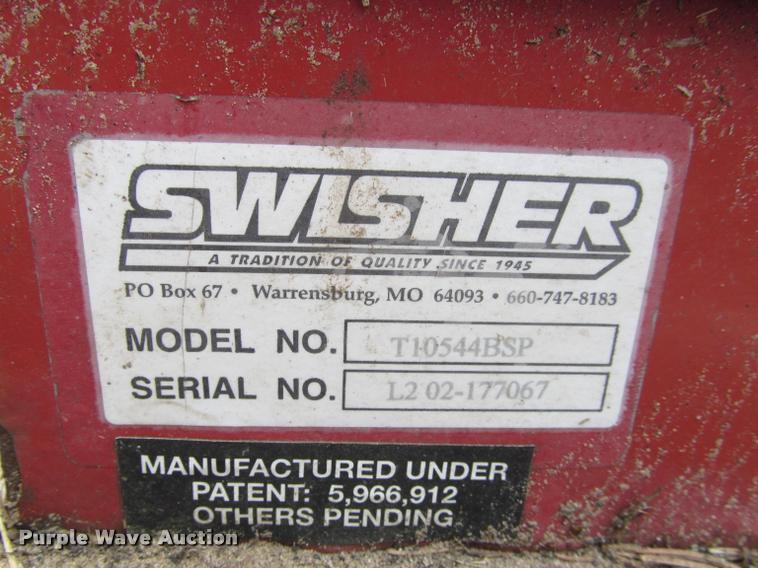 SWISHER
A TRADITION OF QUALITY SINCE 1945
PO Box 67 • Warrensburg, MO 64093 • 660-747-8183
MODEL NO. T10544BSP
SERIAL NO. L2 02-177067
MANUFACTURED UNDER
PATENT: 5,966,912
OTHERS PENDING
Purple Wave Auction